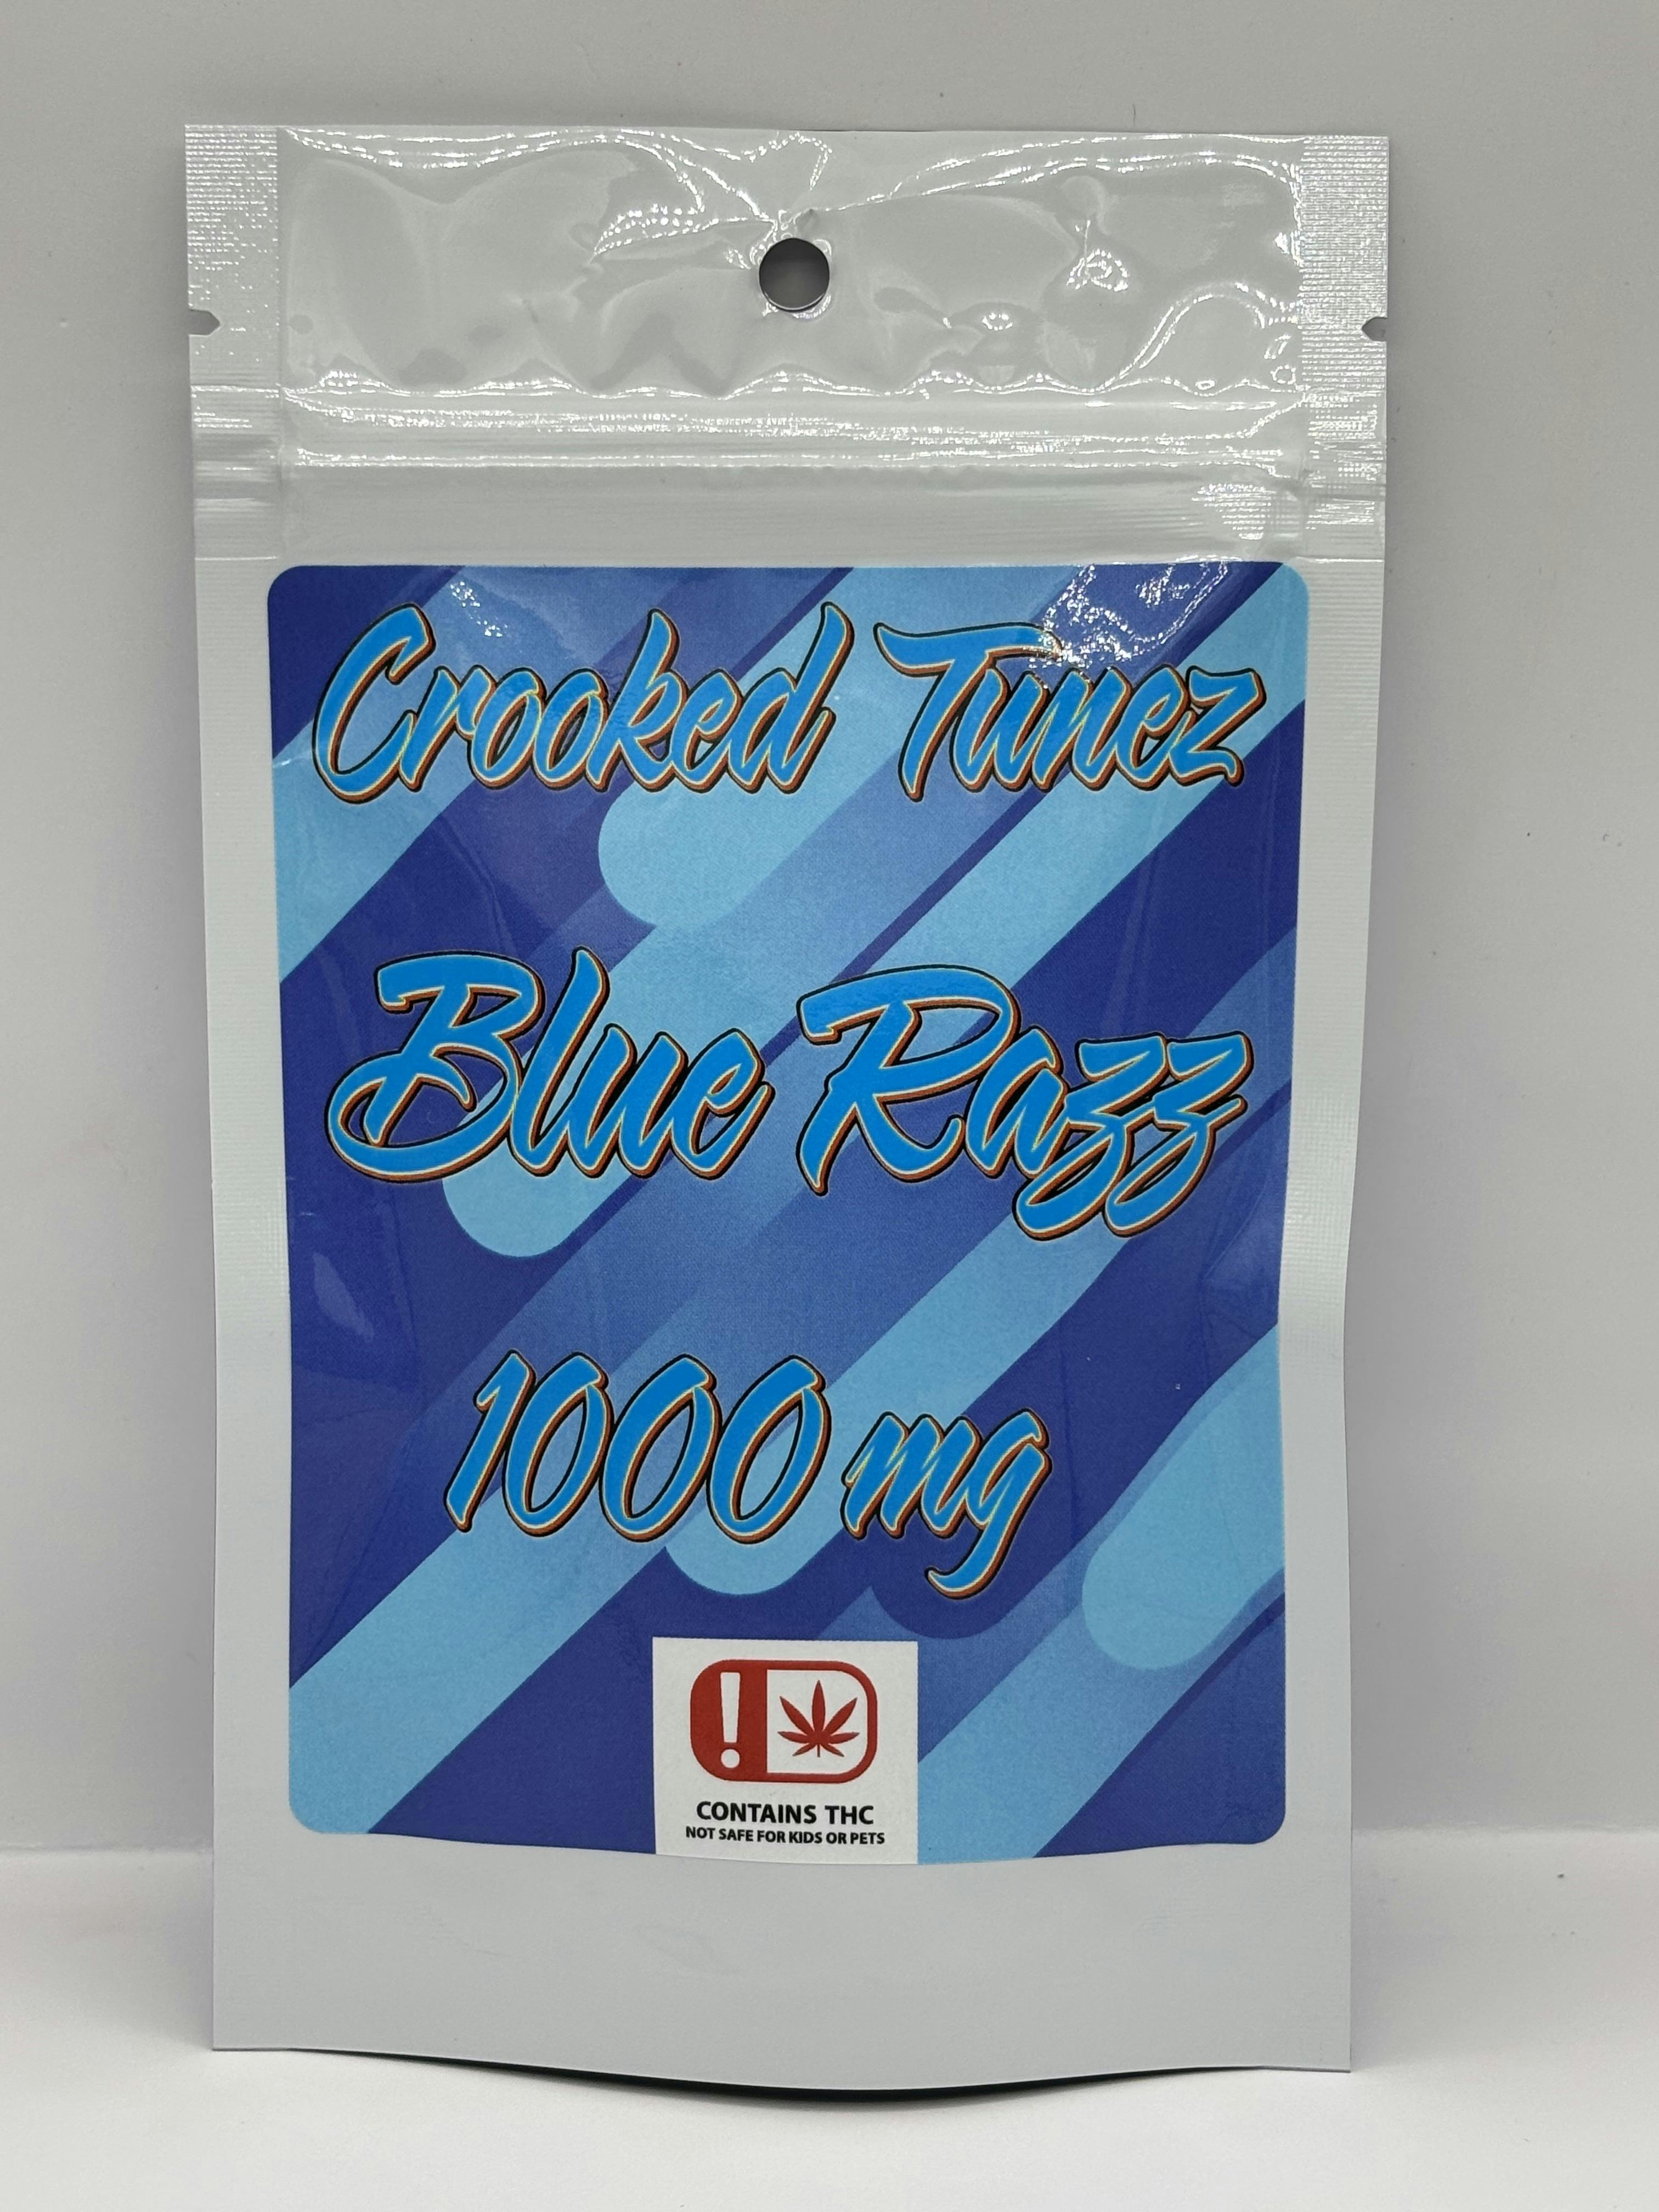 Crooked Tunez
Blue Razz
1000 mg
!
CONTAINS THC
NOT SAFE FOR KIDS OR PETS